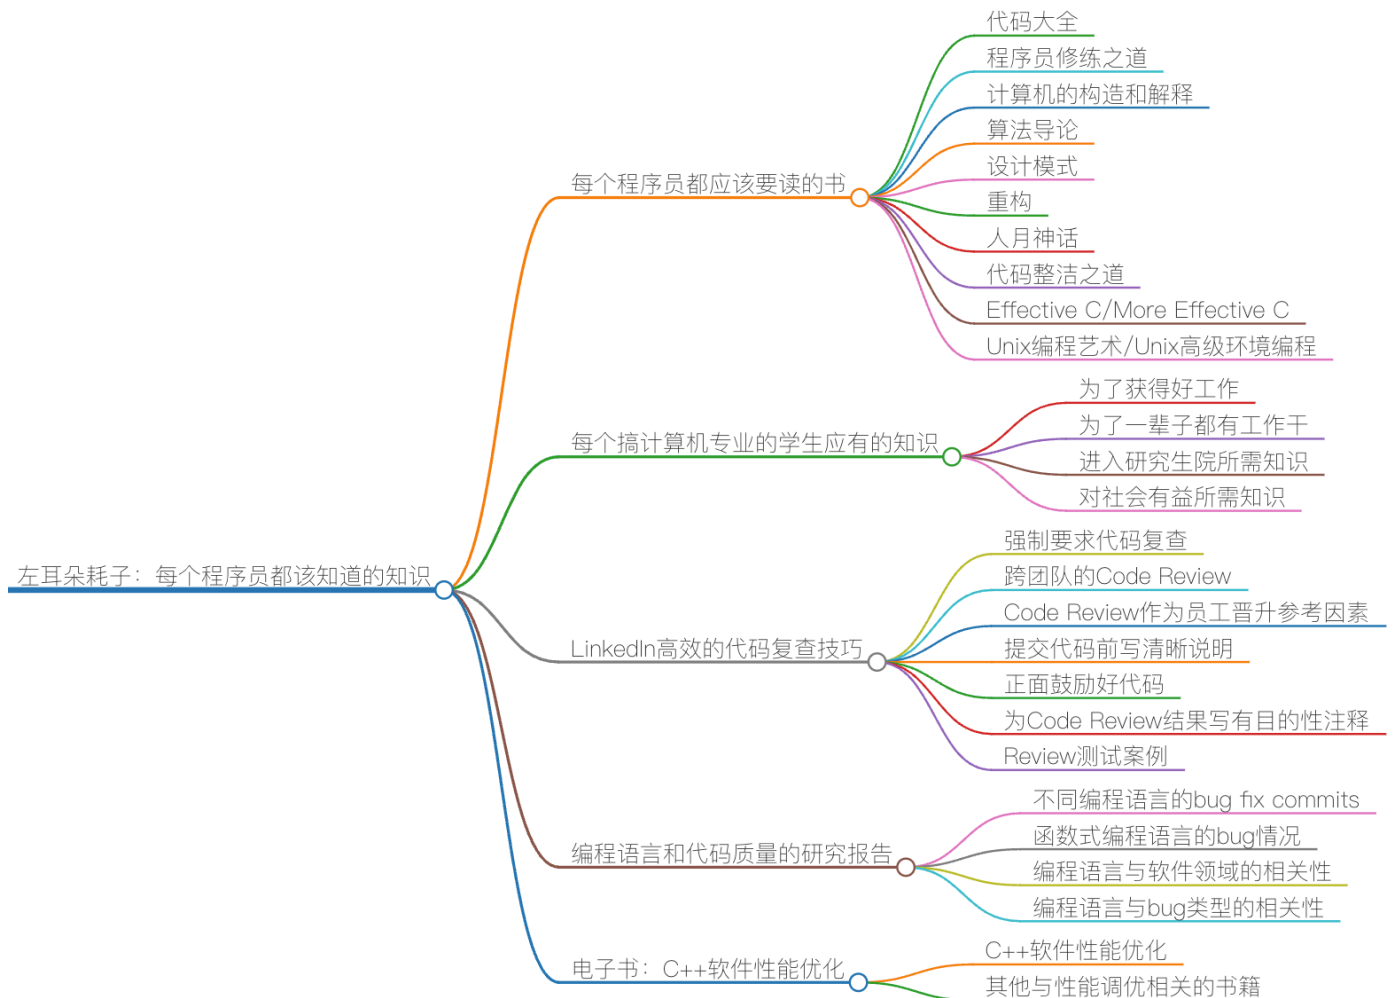 左耳朵耗子：每个程序员都该知道的知识
每个程序员都应该要读的书
代码大全
程序员修练之道
计算机的构造和解释
算法导论
设计模式
重构
人月神话
代码整洁之道
Effective C/More Effective C
Unix编程艺术/Unix高级环境编程
每个搞计算机专业的学生应有的知识
为了获得好工作
为了一辈子都有工作干
进入研究生院所需知识
对社会有益所需知识
LinkedIn高效的代码复查技巧
强制要求代码复查
跨团队的Code Review
Code Review作为员工晋升参考因素
提交代码前写清晰说明
正面鼓励好代码
为Code Review结果写有目的性注释
Review测试案例
编程语言和代码质量的研究报告
不同编程语言的bug fix commits
函数式编程语言的bug情况
编程语言与软件领域的相关性
编程语言与bug类型的相关性
电子书：C++软件性能优化
C++软件性能优化
其他与性能调优相关的书籍